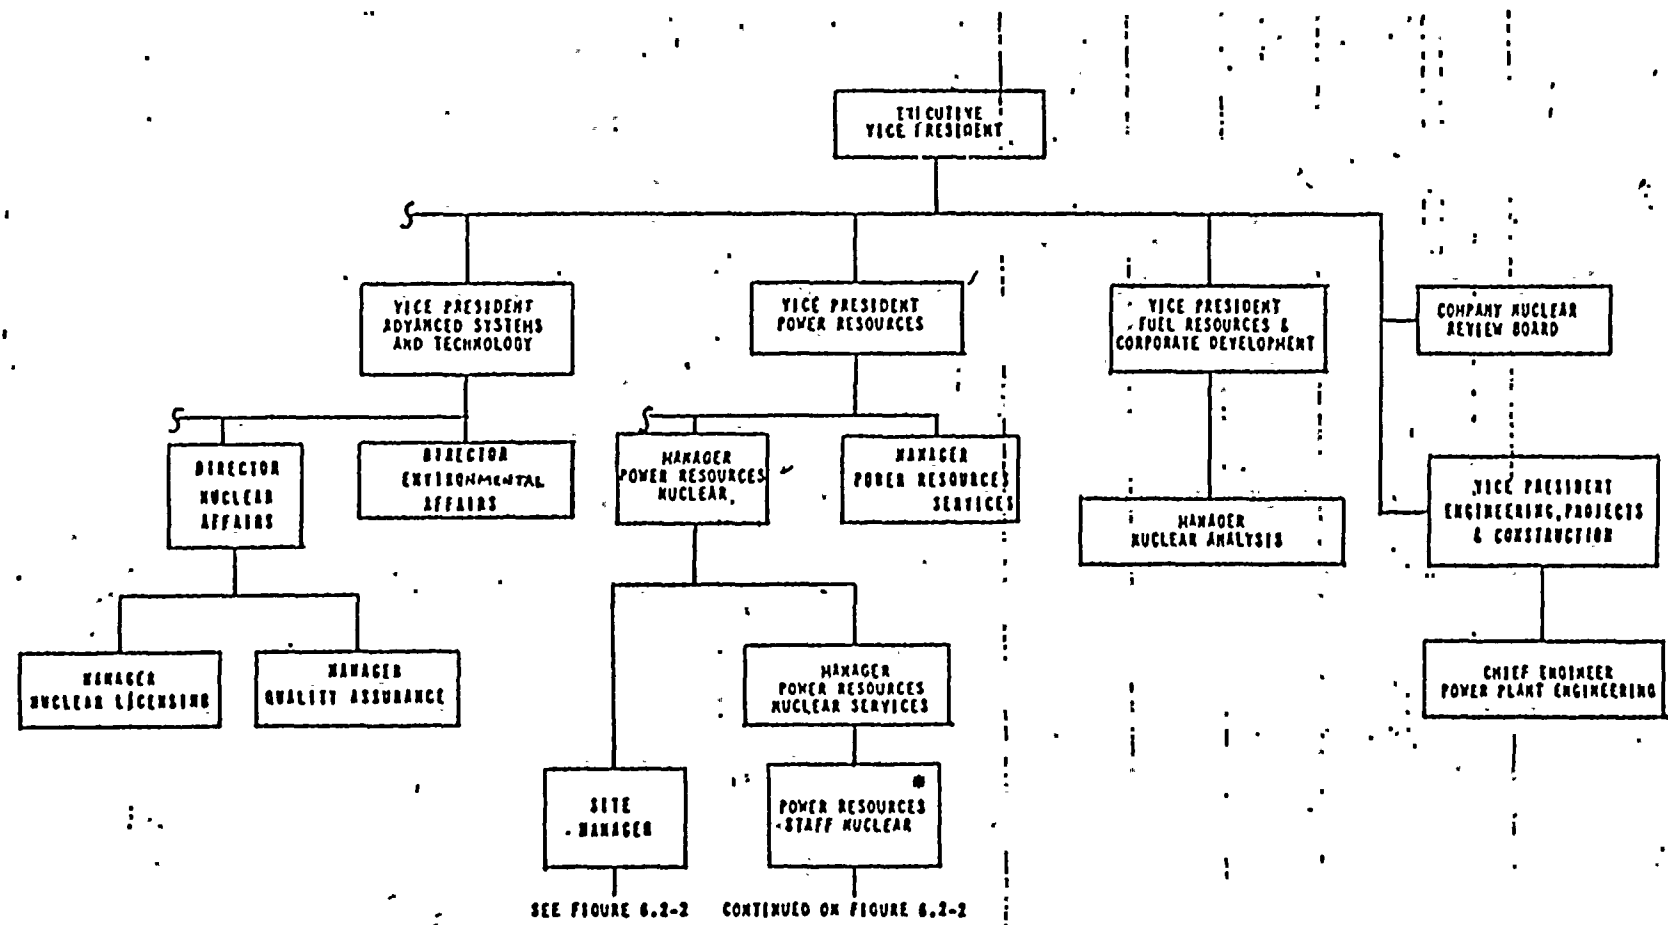 EXECUTIVE
VICE PRESIDENT
VICE PRESIDENT
ADVANCED SYSTEMS
AND TECHNOLOGY
VICE PRESIDENT
POWER RESOURCES
VICE PRESIDENT
FUEL RESOURCES &
CORPORATE DEVELOPMENT
COMPANY NUCLEAR
REVIEW BOARD
DIRECTOR
NUCLEAR
AFFAIRS
DIRECTOR
ENVIRONMENTAL
AFFAIRS
MANAGER
POWER RESOURCES
NUCLEAR
MANAGER
POWER RESOURCES
SERVICES
MANAGER
NUCLEAR ANALYSIS
VICE PRESIDENT
ENGINEERING, PROJECTS
& CONSTRUCTION
MANAGER
NUCLEAR LICENSING
MANAGER
QUALITY ASSURANCE
MANAGER
POWER RESOURCES
NUCLEAR SERVICES
CHIEF ENGINEER
POWER PLANT ENGINEERING
SITE
MANAGER
*
POWER RESOURCES
STAFF NUCLEAR
SEE FIGURE 6.2-2
CONTINUED ON FIGURE 6.2-2